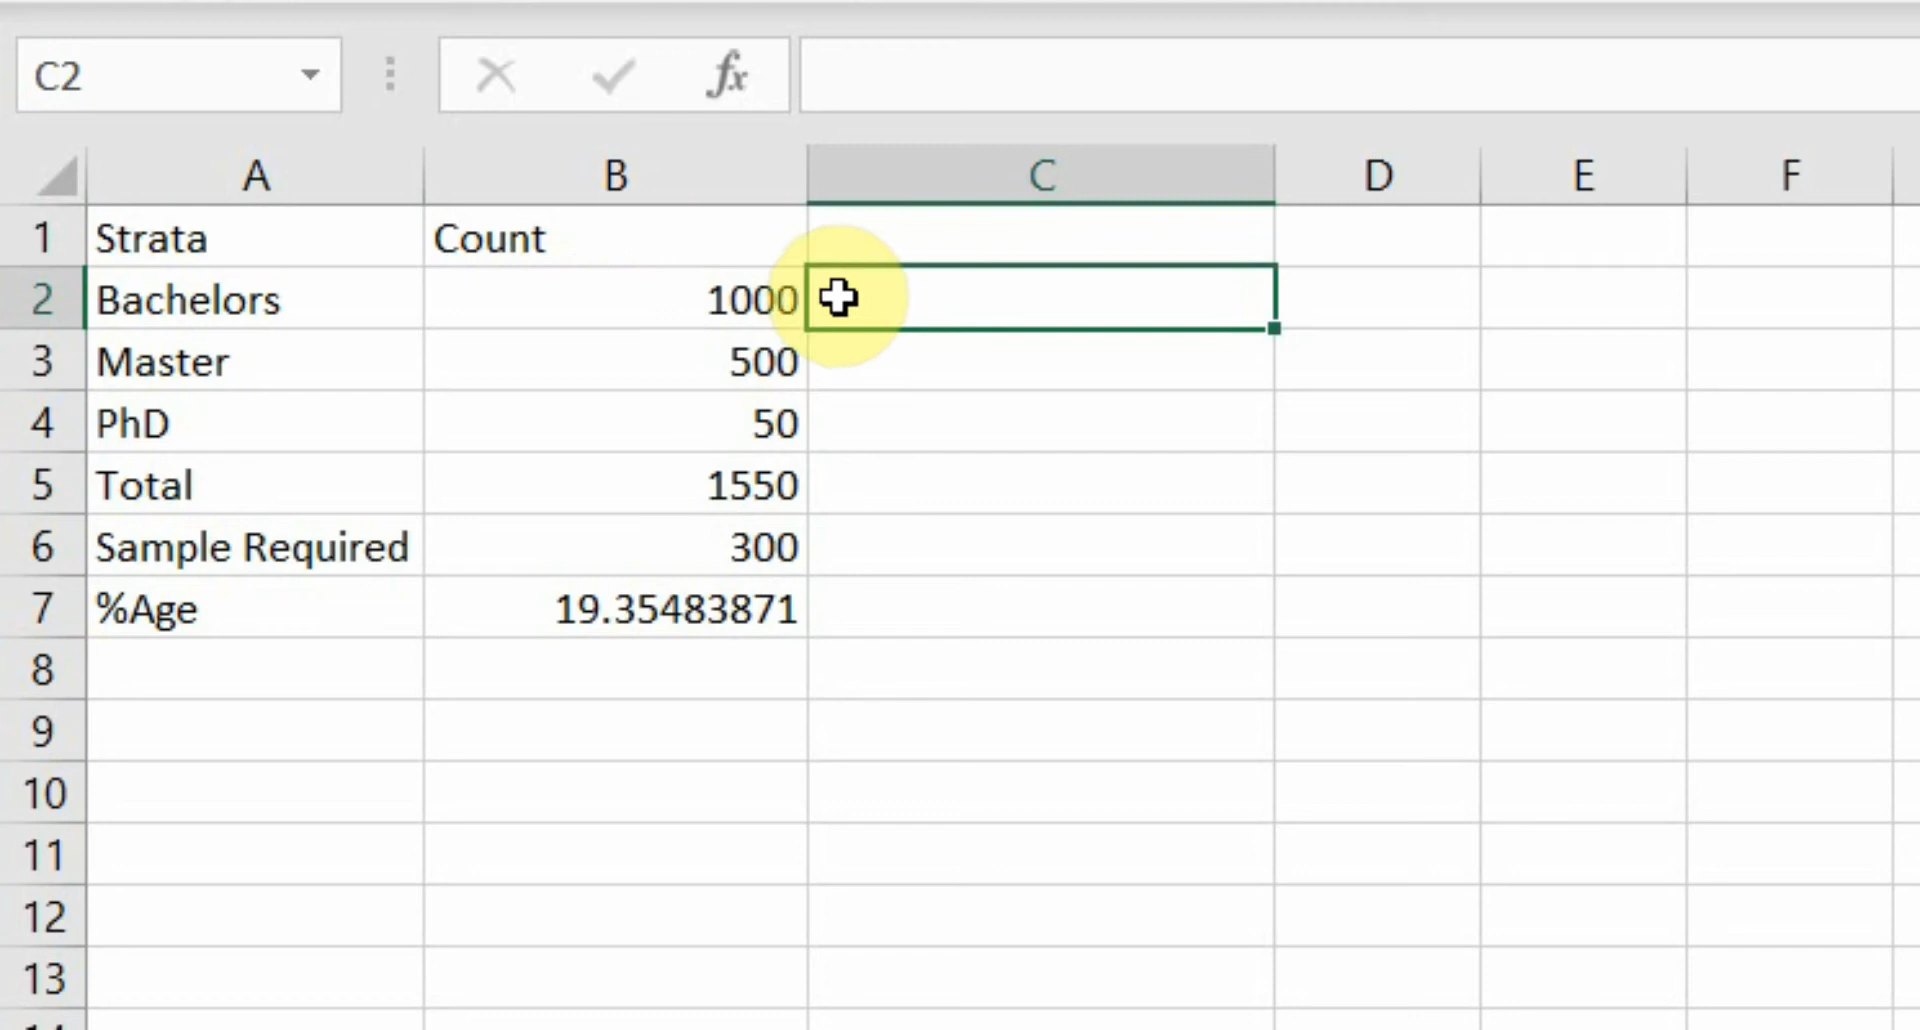 C2 fx
A B C D E F
1 Strata Count
2 Bachelors 1000
3 Master 500
4 PhD 50
5 Total 1550
6 Sample Required 300
7 %Age 19.35483871
8
9
10
11
12
13